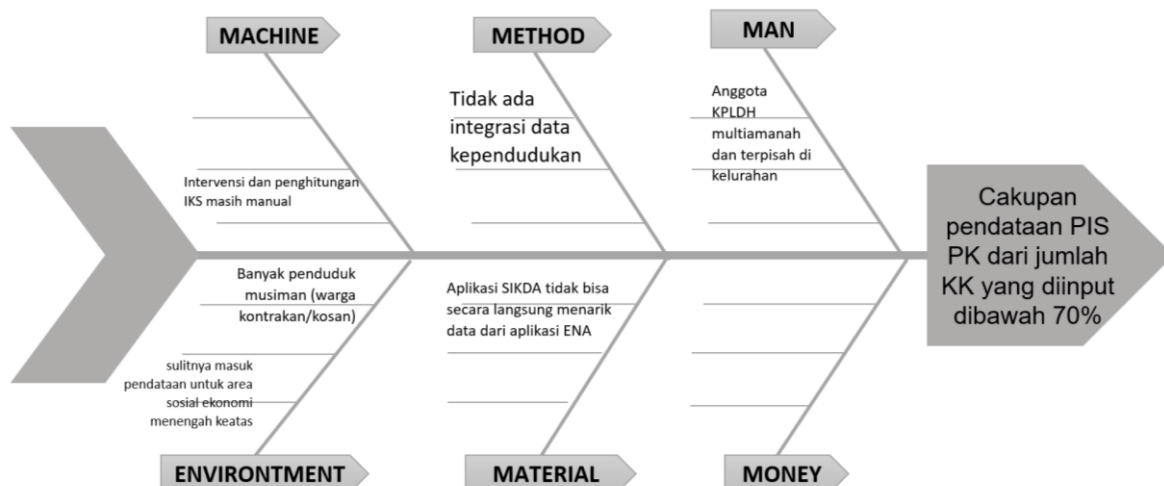 MACHINE
METHOD
MAN
Intervensi dan penghitungan
IKS masih manual
Tidak ada
integrasi data
kependudukan
Anggota
KPLDH
multiamanah
dan terpisah di
kelurahan
Cakupan
pendataan PIS
PK dari jumlah
KK yang diinput
dibawah 70%
Banyak penduduk
musiman (warga
kontrakan/kosan)
sulitnya masuk
pendataan untuk area
sosial ekonomi
menengah keatas
Aplikasi SIKDA tidak bisa
secara langsung menarik
data dari aplikasi ENA
ENVIRONTMENT
MATERIAL
MONEY